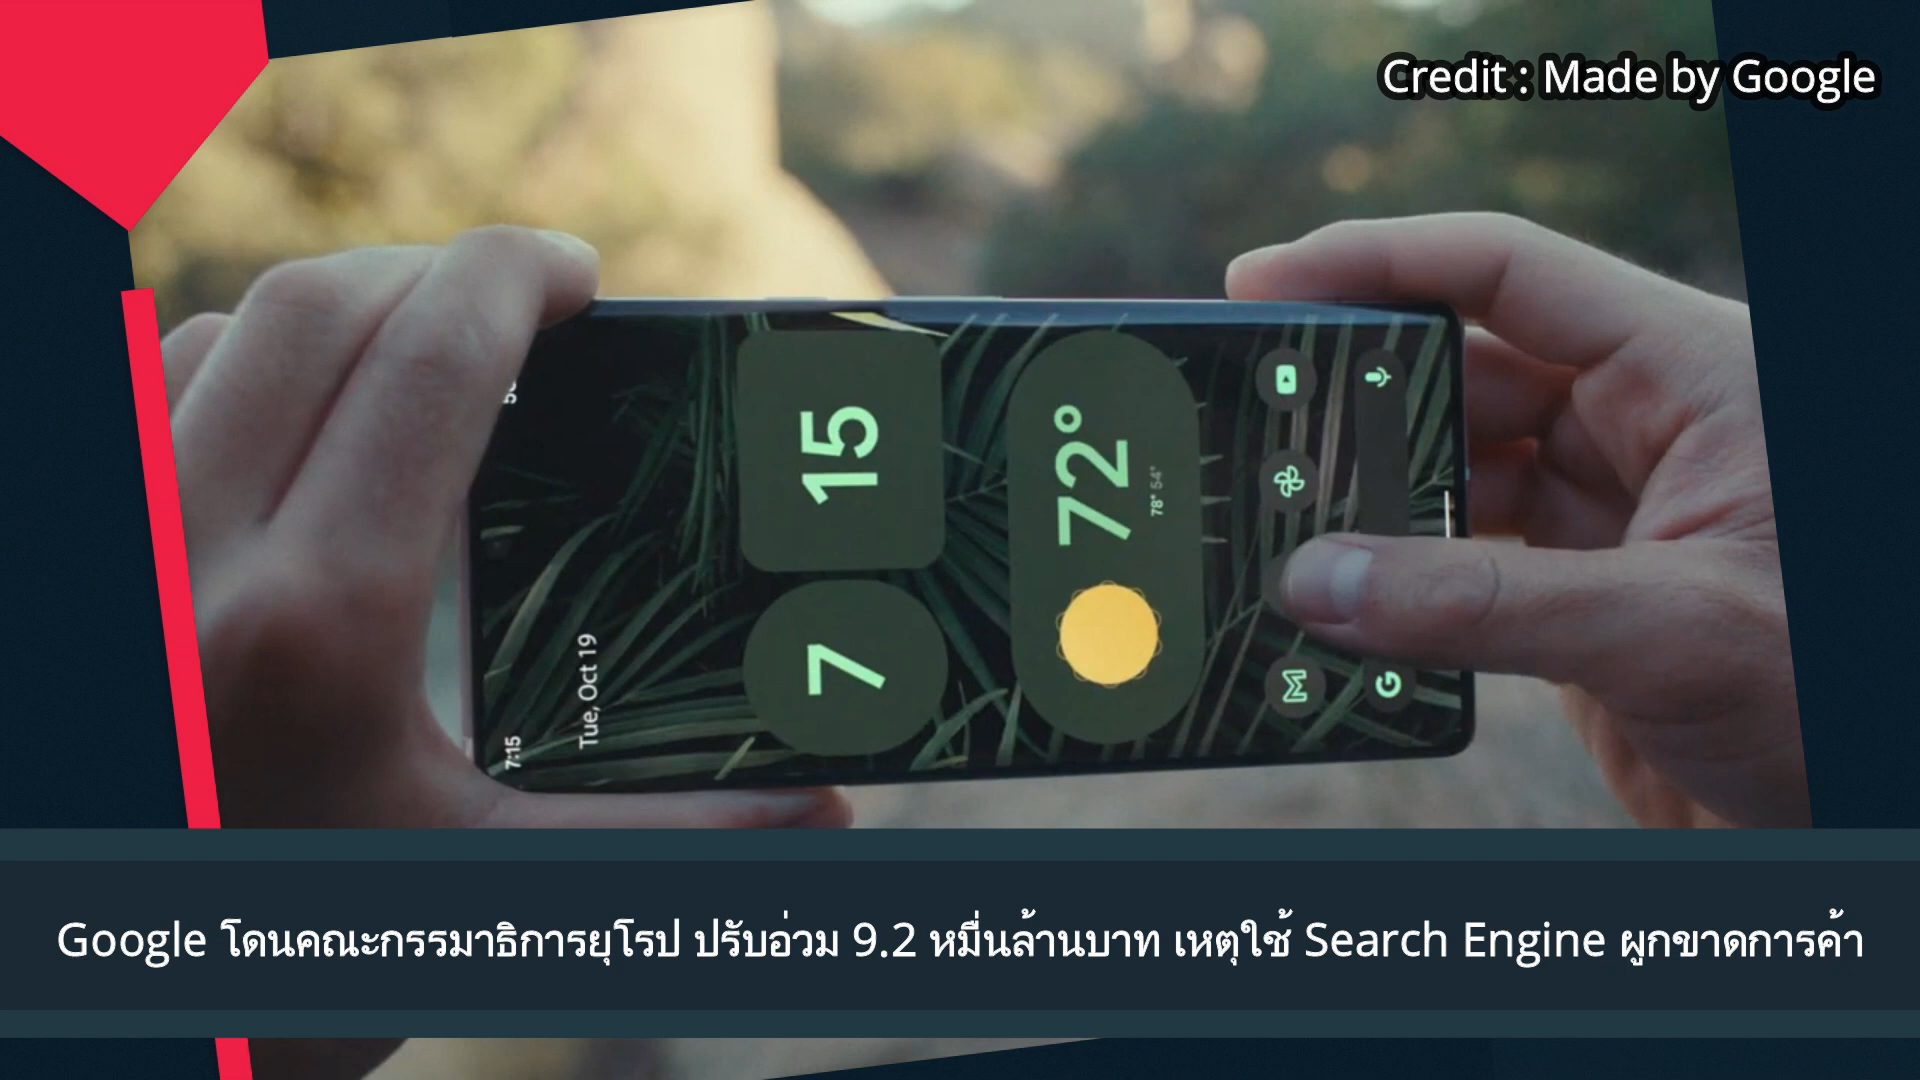 Credit : Made by Google
7:15
Tue, Oct 19
7
15
72°
78° 54°
G
Google โดนคณะกรรมาธิการยุโรป ปรับอ่วม 9.2 หมื่นล้านบาท เหตุใช้ Search Engine ผูกขาดการค้า